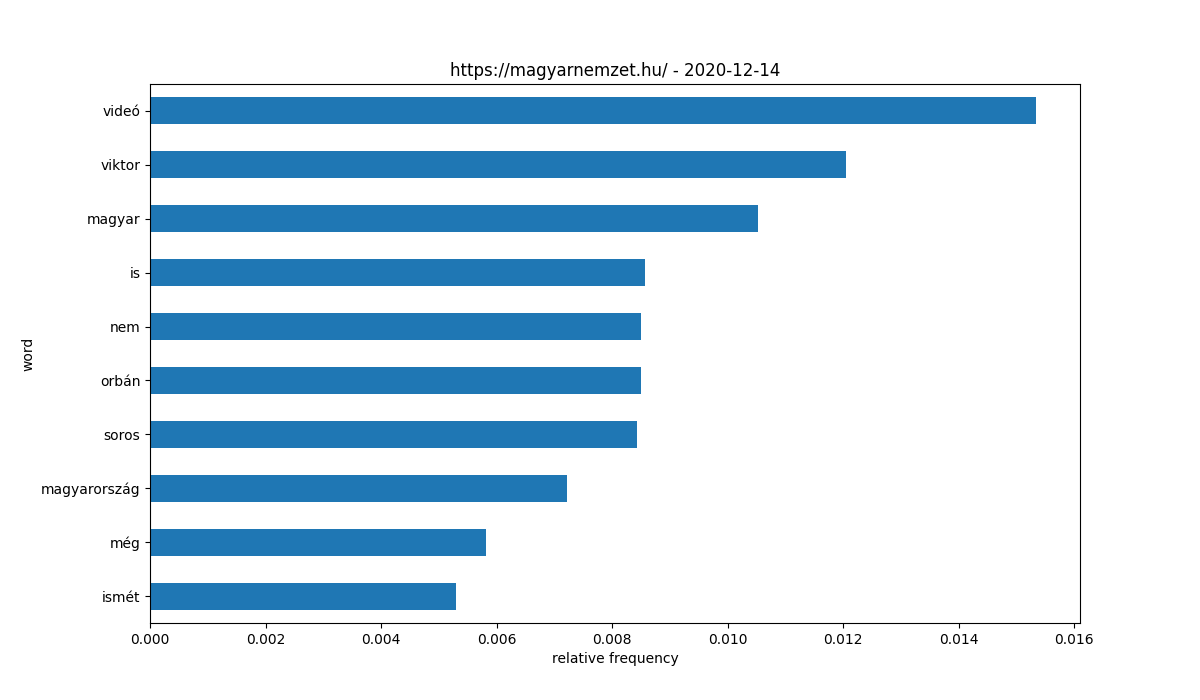 https://magyarnemzet.hu/ - 2020-12-14
word
videó
viktor
magyar
is
nem
orbán
soros
magyarország
még
ismét
0.000 0.002 0.004 0.006 0.008 0.010 0.012 0.014 0.016
relative frequency